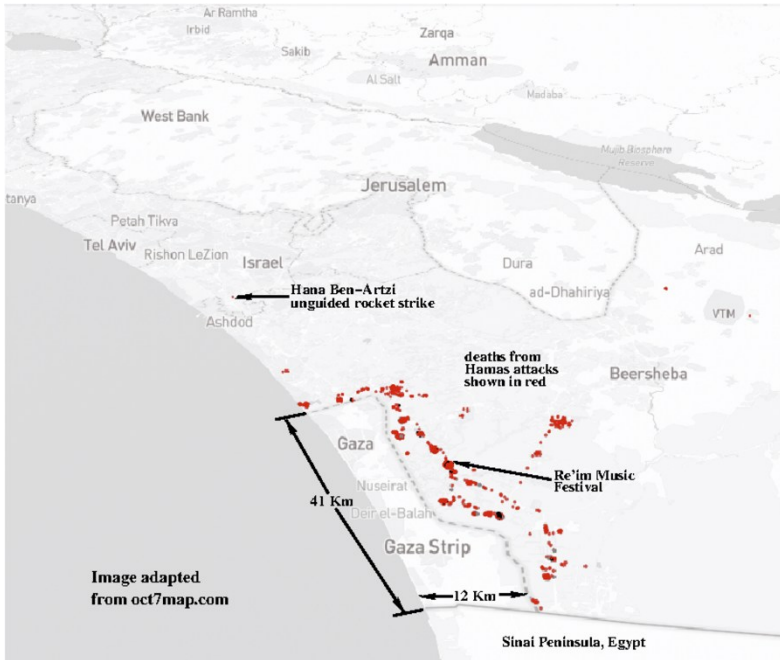 Ar Ramtha
Irbid
Zarqa
Sakib
Amman
Al Salt
Madaba
West Bank
Mujib Biosphere
Reserve
Jerusalem
tanya
Petah Tikva
Tel Aviv
Rishon LeZion
Israel
Arad
Dura
ad-Dhahiriya
Hana Ben-Artzi
unguided rocket strike
Ashdod
VTM
deaths from
Hamas attacks
shown in red
Beersheba
Gaza
Re'im Music
Festival
Nuseirat
41 Km
Deir el-Balah
Gaza Strip
Image adapted
from oct7map.com
12 Km
Sinai Peninsula, Egypt